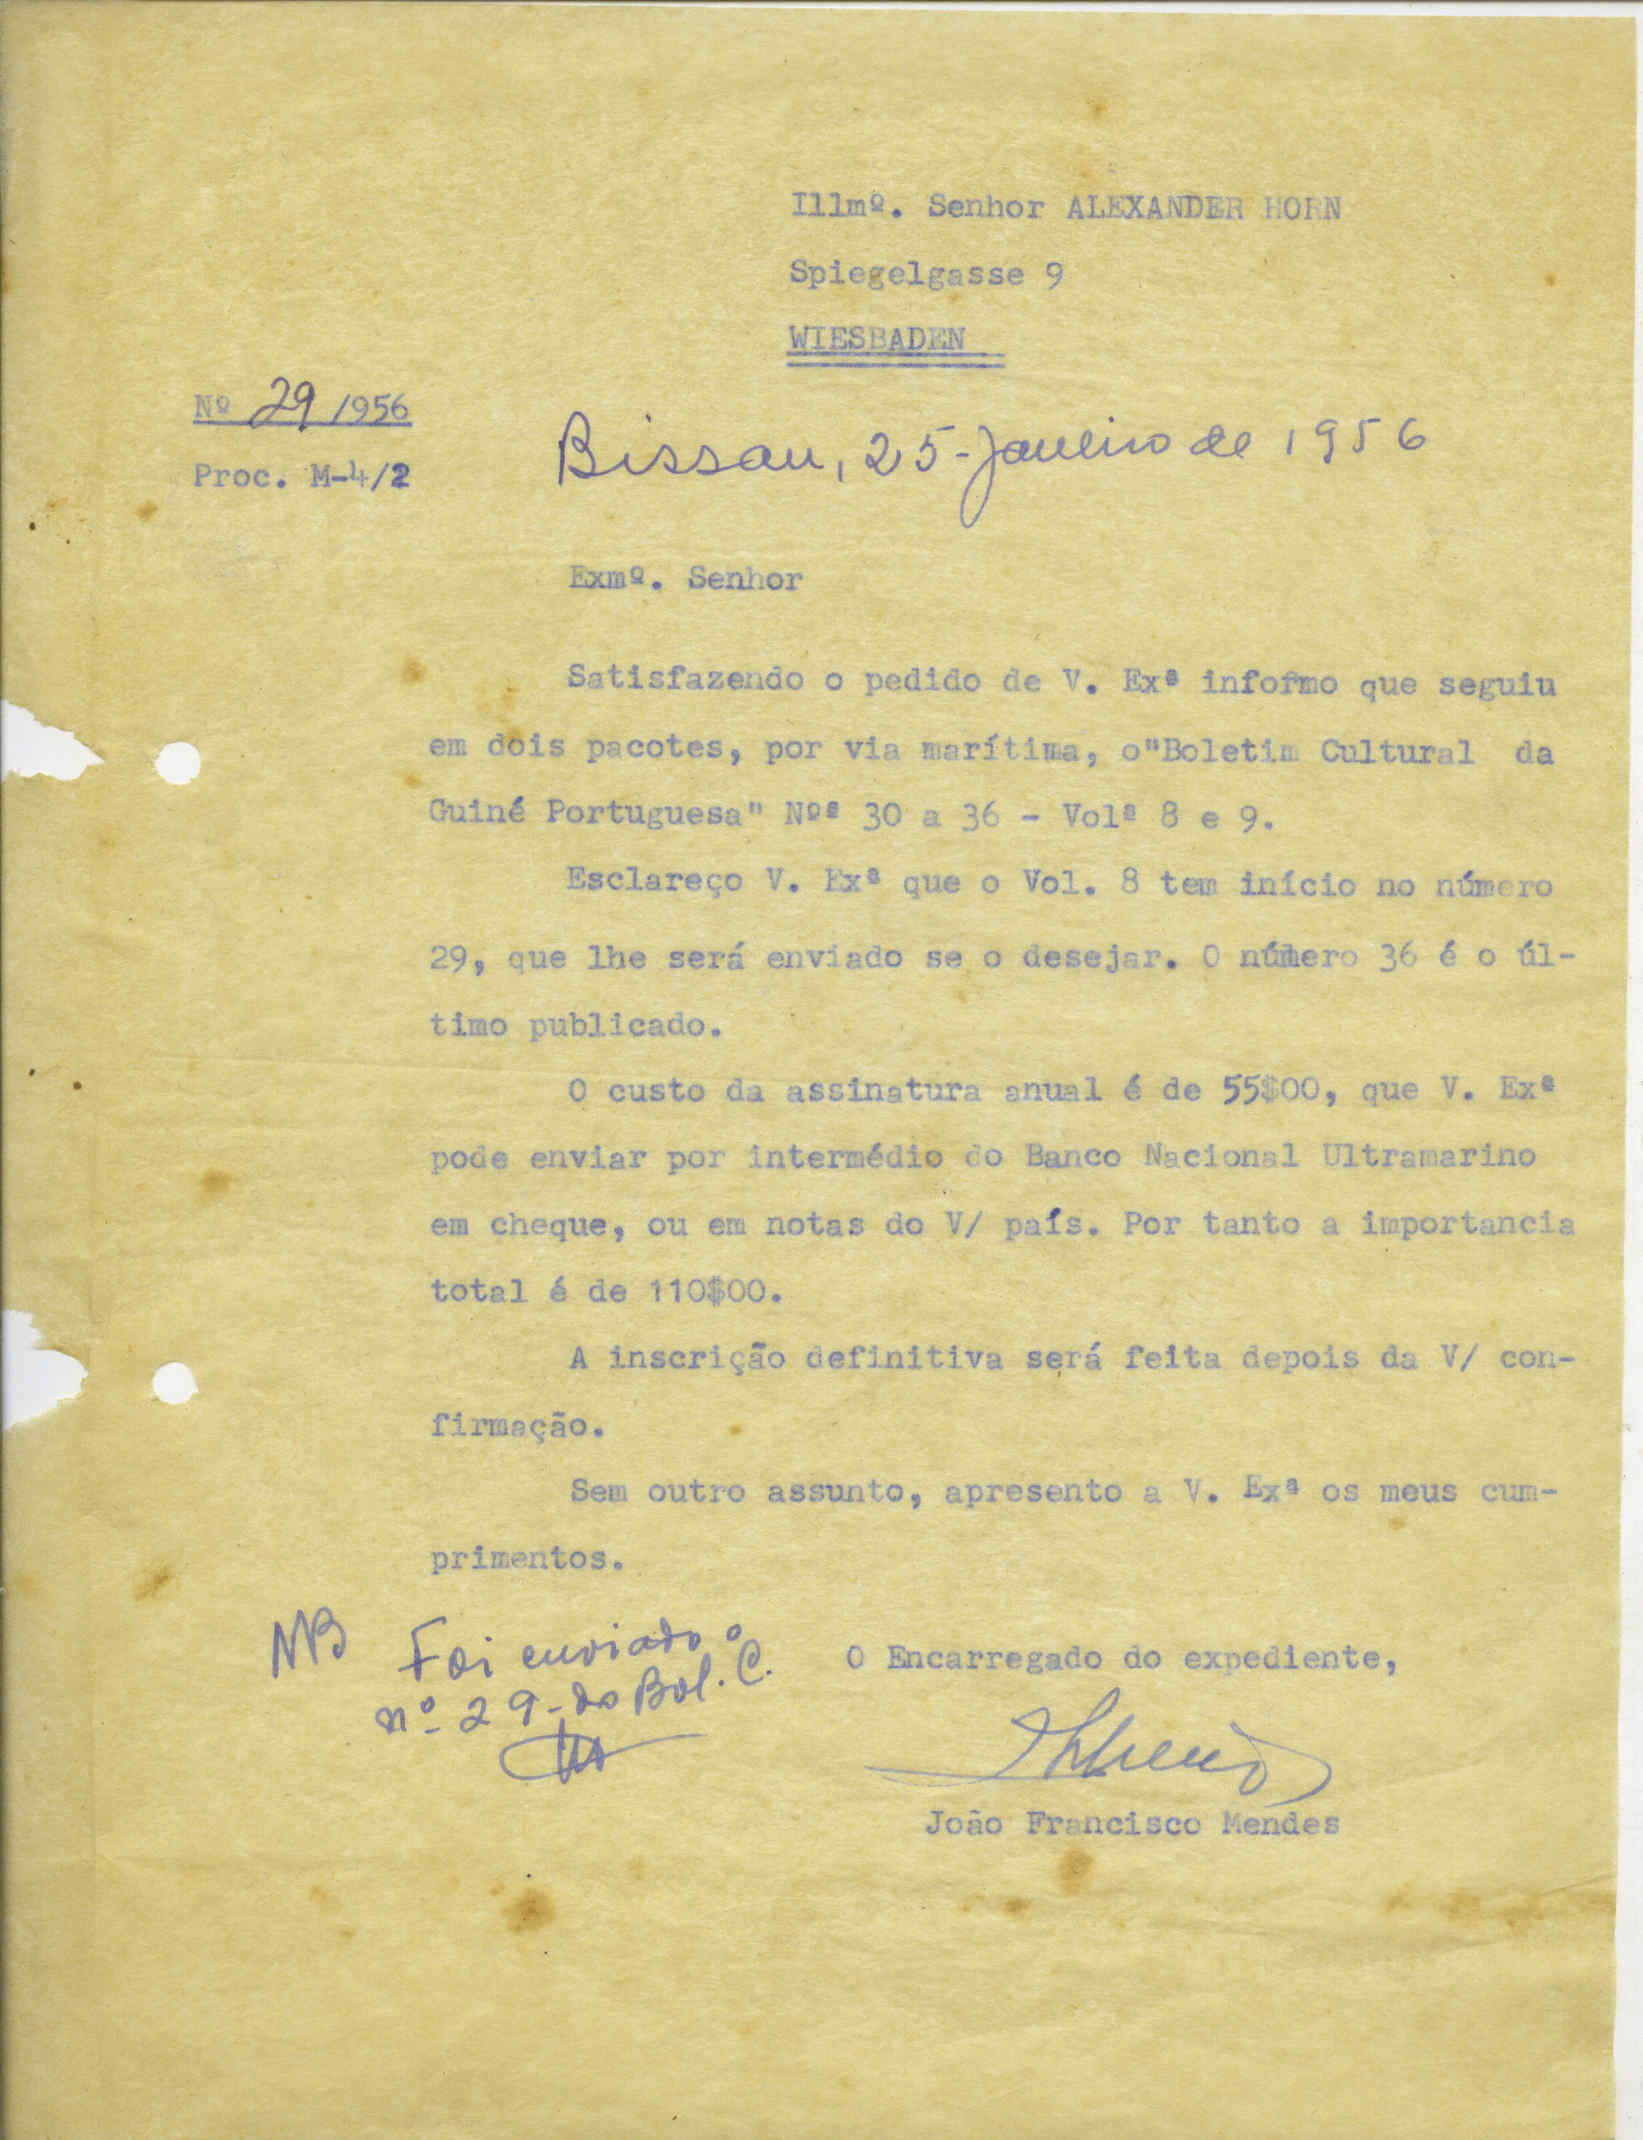 Illmº. Senhor ALEXANDER HORN
Spiegelgasse 9
WIESBADEN
Nº 29/1956
Bissau, 25-Janeiro de 1956
Proc. M-4/2
Exmº. Senhor
Satisfazendo o pedido de V. Exª informo que seguiu
em dois pacotes, por via marítima, o"Boletim Cultural da
Guiné Portuguesa" Nºs 30 a 36 - Vols 8 e 9.
Esclareço V. Exª que o Vol. 8 tem início no número
29, que lhe será enviado se o desejar. O número 36 é o úl-
timo publicado.
O custo da assinatura anual é de 55$00, que V. Exª
pode enviar por intermédio do Banco Nacional Ultramarino
em cheque, ou em notas do V/ país. Por tanto a importancia
total é de 110$00.
A inscrição definitiva será feita depois da V/ con-
firmação.
Sem outro assunto, apresento a V. Exª os meus cum-
primentos.
NB Foi enviado o
nº 29-do Bol. C.
O Encarregado do expediente,
João Francisco Mendes